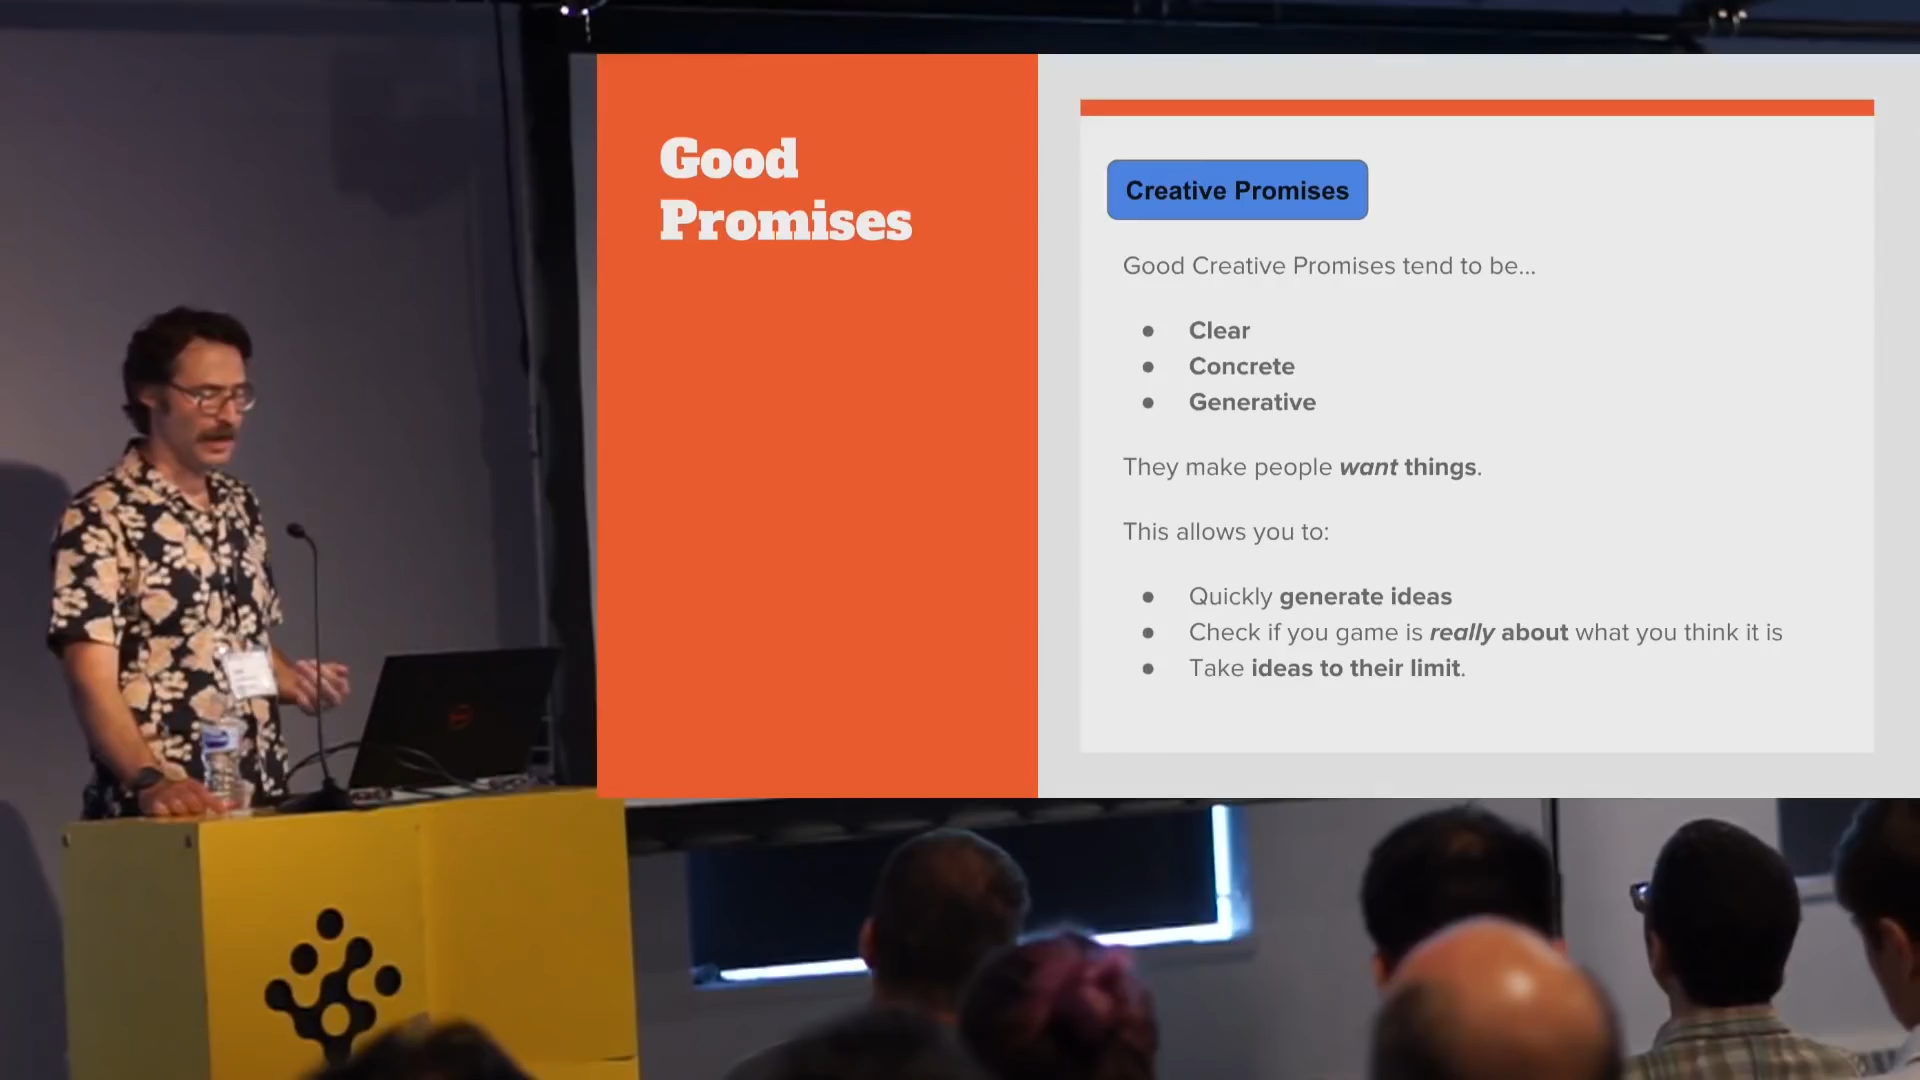 Good
Promises
Creative Promises
Good Creative Promises tend to be...
● Clear
● Concrete
● Generative
They make people want things.
This allows you to:
● Quickly generate ideas
● Check if you game is really about what you think it is
● Take ideas to their limit.